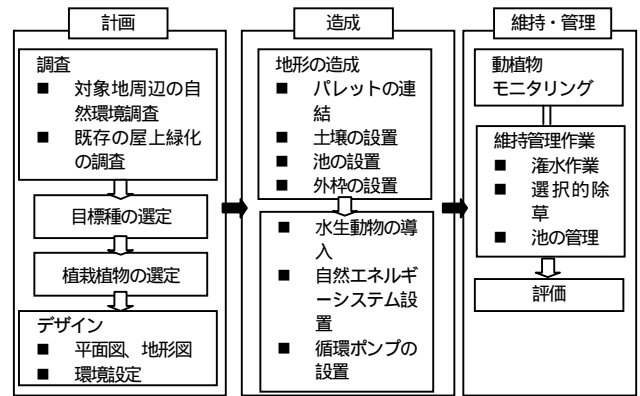 計画
調査
■ 対象地周辺の自
然環境調査
■ 既存の屋上緑化
の調査
目標種の選定
植栽植物の選定
デザイン
■ 平面図、地形図
■ 環境設定
造成
地形の造成
■ パレットの連
結
■ 土壌の設置
■ 池の設置
■ 外枠の設置
■ 水生動物の導
入
■ 自然エネルギ
ーシステム設
置
■ 循環ポンプの
設置
維持・管理
動植物
モニタリング
維持管理作業
■ 潅水作業
■ 選択的除
草
■ 池の管理
評価